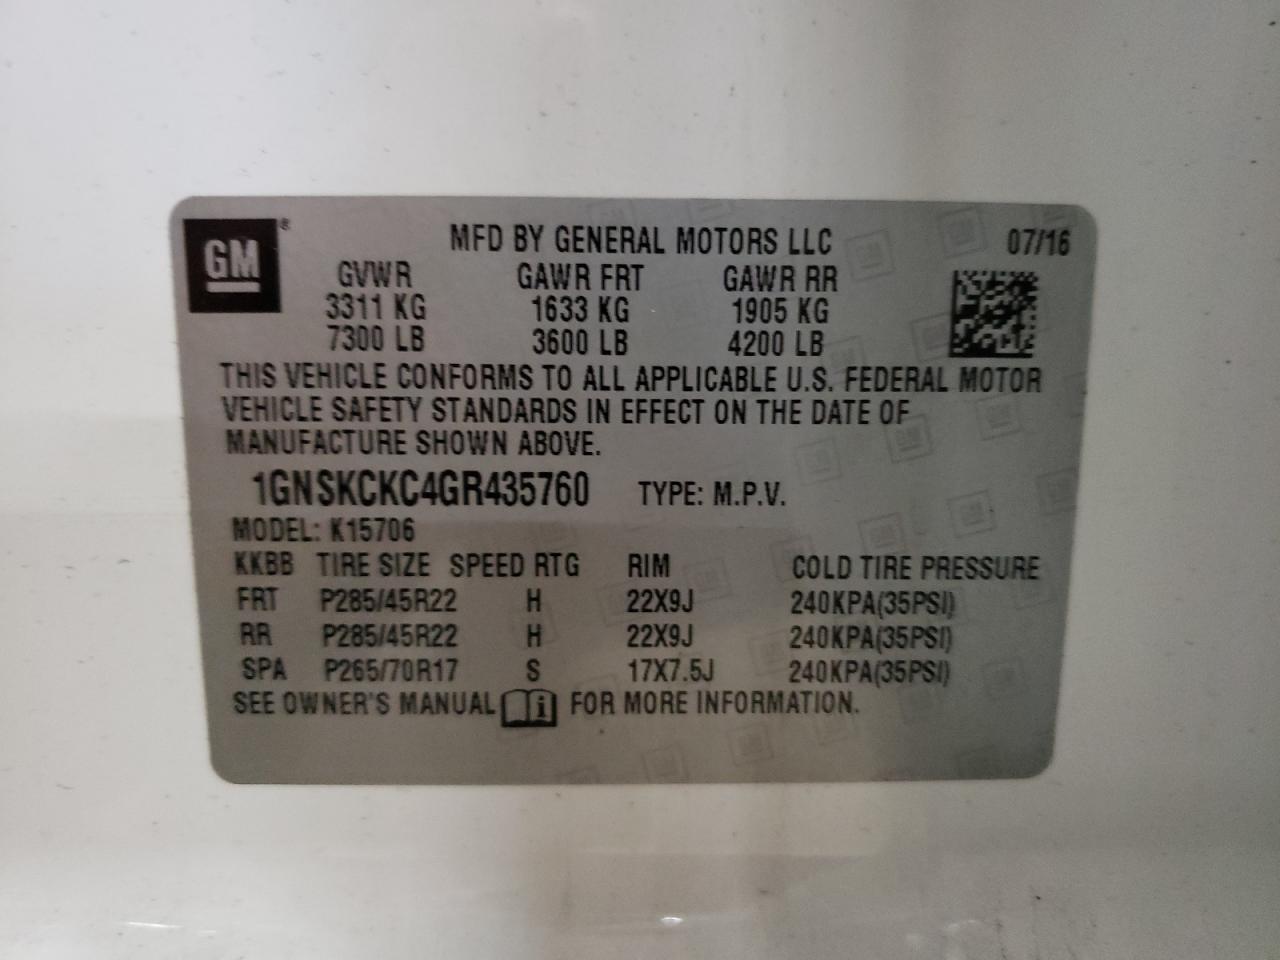 GM ®
MFD BY GENERAL MOTORS LLC 07/16
GVWR GAWR FRT GAWR RR
3311 KG 1633 KG 1905 KG
7300 LB 3600 LB 4200 LB
THIS VEHICLE CONFORMS TO ALL APPLICABLE U.S. FEDERAL MOTOR
VEHICLE SAFETY STANDARDS IN EFFECT ON THE DATE OF
MANUFACTURE SHOWN ABOVE.
1GNSKCKC4GR435760 TYPE: M.P.V.
MODEL: K15706
KKBB TIRE SIZE SPEED RTG RIM COLD TIRE PRESSURE
FRT P285/45R22 H 22X9J 240KPA(35PSI)
RR P285/45R22 H 22X9J 240KPA(35PSI)
SPA P265/70R17 S 17X7.5J 240KPA(35PSI)
SEE OWNER'S MANUAL i FOR MORE INFORMATION.